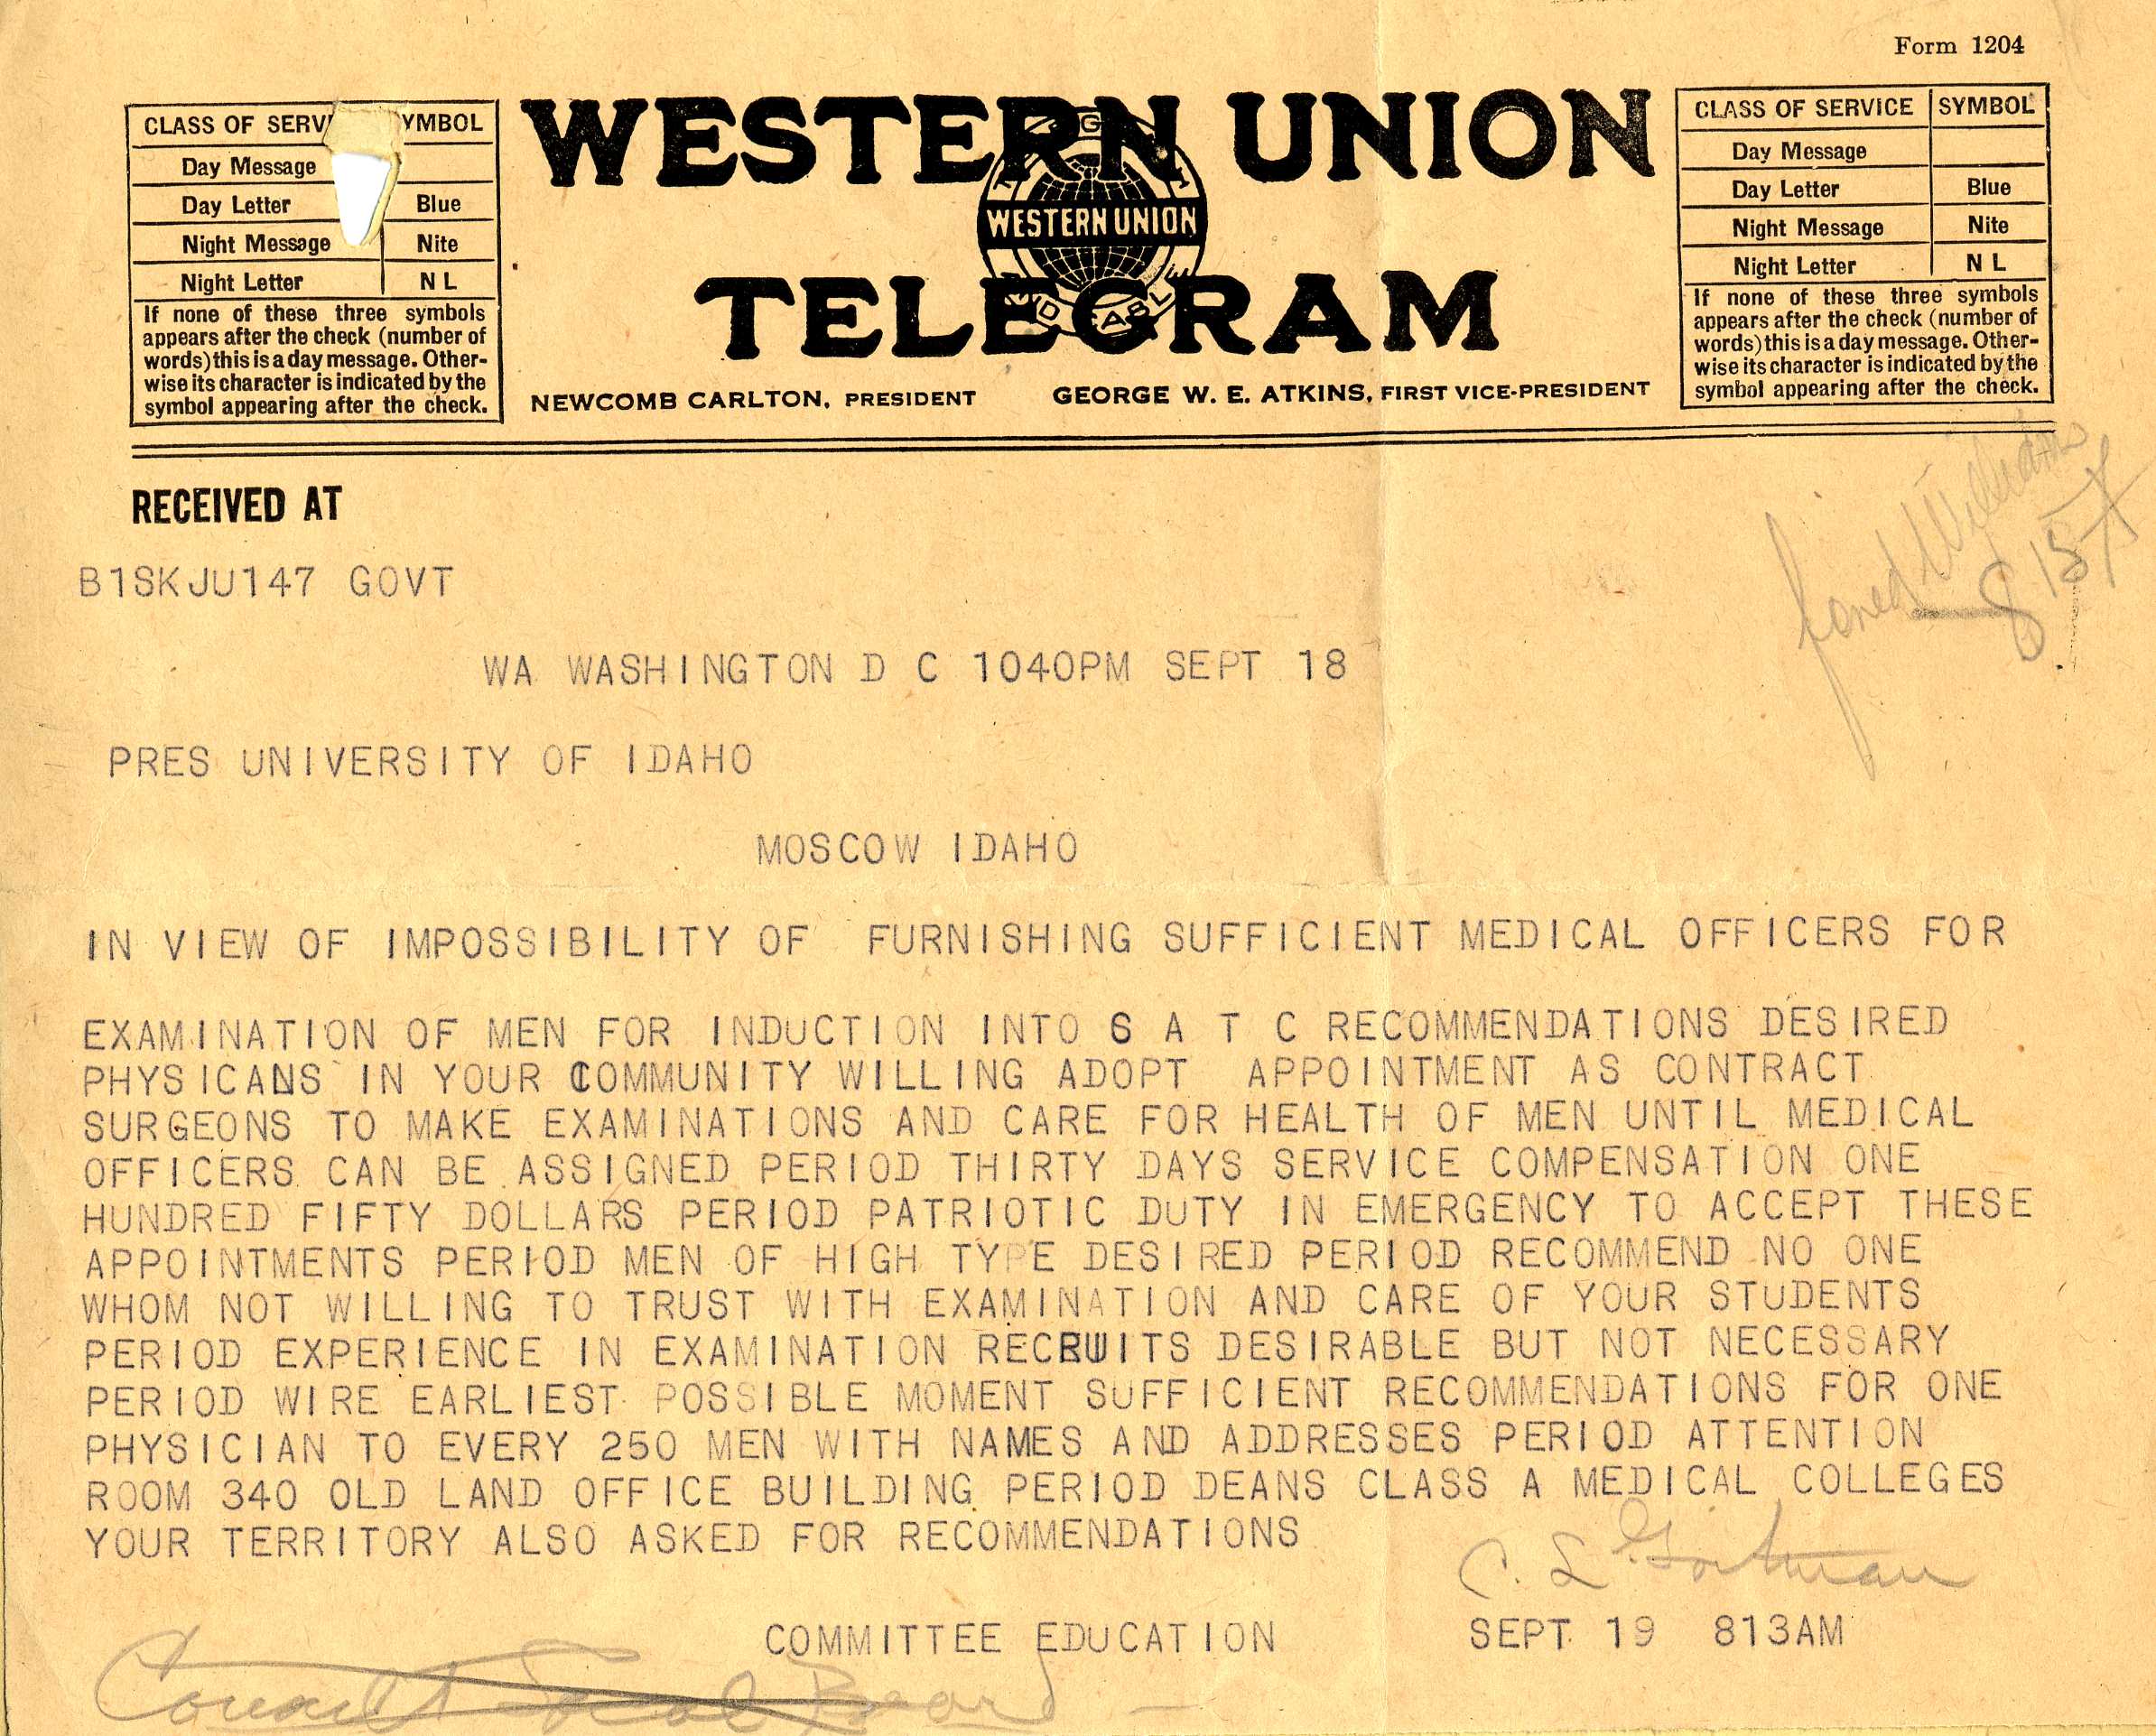 Form 1204
CLASS OF SERV YMBOL
Day Message
Day Letter Blue
Night Message Nite
Night Letter N L
If none of these three symbols
appears after the check (number of
words) this is a day message. Other-
wise its character is indicated by the
symbol appearing after the check.
WESTERN UNION
WESTERN UNION
TELEGRAM
NEWCOMB CARLTON, PRESIDENT GEORGE W. E. ATKINS, FIRST VICE-PRESIDENT
CLASS OF SERVICE SYMBOL
Day Message
Day Letter Blue
Night Message Nite
Night Letter N L
If none of these three symbols
appears after the check (number of
words) this is a day message. Other-
wise its character is indicated by the
symbol appearing after the check.
RECEIVED AT
Williams
B1SKJU147 GOVT
WA WASHINGTON D C 1040PM SEPT 18
PRES UNIVERSITY OF IDAHO
MOSCOW IDAHO
IN VIEW OF IMPOSSIBILITY OF FURNISHING SUFFICIENT MEDICAL OFFICERS FOR
EXAMINATION OF MEN FOR INDUCTION INTO S A T C RECOMMENDATIONS DESIRED
PHYSICANS IN YOUR COMMUNITY WILLING ADOPT APPOINTMENT AS CONTRACT
SURGEONS TO MAKE EXAMINATIONS AND CARE FOR HEALTH OF MEN UNTIL MEDICAL
OFFICERS CAN BE ASSIGNED PERIOD THIRTY DAYS SERVICE COMPENSATION ONE
HUNDRED FIFTY DOLLARS PERIOD PATRIOTIC DUTY IN EMERGENCY TO ACCEPT THESE
APPOINTMENTS PERIOD MEN OF HIGH TYPE DESIRED PERIOD RECOMMEND NO ONE
WHOM NOT WILLING TO TRUST WITH EXAMINATION AND CARE OF YOUR STUDENTS
PERIOD EXPERIENCE IN EXAMINATION RECRUITS DESIRABLE BUT NOT NECESSARY
PERIOD WIRE EARLIEST POSSIBLE MOMENT SUFFICIENT RECOMMENDATIONS FOR ONE
PHYSICIAN TO EVERY 250 MEN WITH NAMES AND ADDRESSES PERIOD ATTENTION
ROOM 340 OLD LAND OFFICE BUILDING PERIOD DEANS CLASS A MEDICAL COLLEGES
YOUR TERRITORY ALSO ASKED FOR RECOMMENDATIONS
C. L.
COMMITTEE EDUCATION SEPT 19 813AM
Consult Local Board